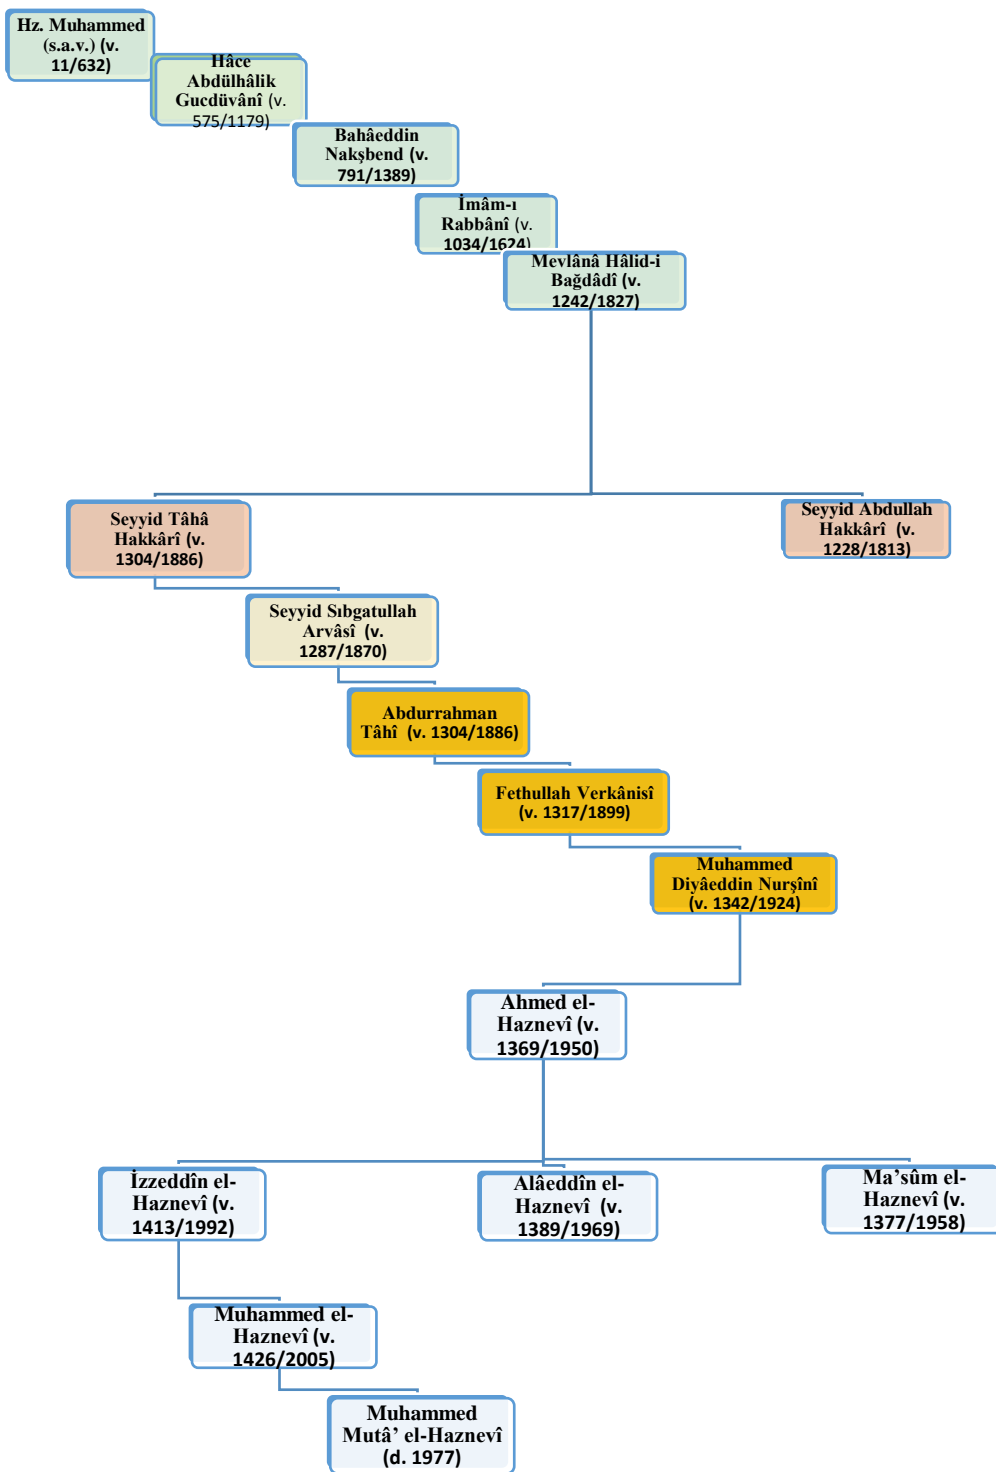 Hz. Muhammed
(s.a.v.) (v.
11/632)
Hâce
Abdülhâlik
Gucdüvânî (v.
575/1179)
Bahâeddin
Nakşbend (v.
791/1389)
İmâm-ı
Rabbânî (v.
1034/1624)
Mevlânâ Hâlid-i
Bağdâdî (v.
1242/1827)
Seyyid Tâhâ
Hakkârî (v.
1304/1886)
Seyyid Abdullah
Hakkârî (v.
1228/1813)
Seyyid Sıbgatullah
Arvâsî (v.
1287/1870)
Abdurrahman
Tâhî (v. 1304/1886)
Fethullah Verkânisî
(v. 1317/1899)
Muhammed
Diyâeddin Nurşînî
(v. 1342/1924)
Ahmed el-
Haznevî (v.
1369/1950)
İzzeddîn el-
Haznevî (v.
1413/1992)
Alâeddîn el-
Haznevî (v.
1389/1969)
Ma’sûm el-
Haznevî (v.
1377/1958)
Muhammed el-
Haznevî (v.
1426/2005)
Muhammed
Mutâ’ el-Haznevî
(d. 1977)